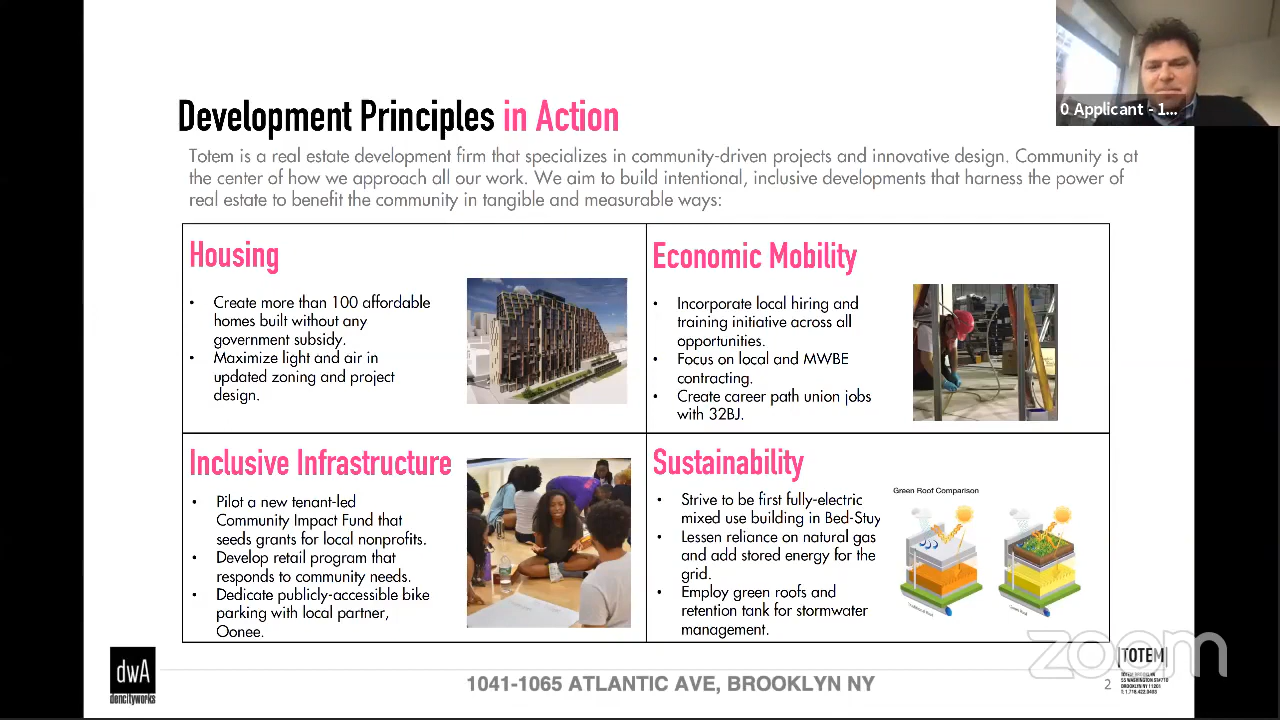 0 Applicant - 1...
Development Principles in Action
Totem is a real estate development firm that specializes in community-driven projects and innovative design. Community is at
the center of how we approach all our work. We aim to build intentional, inclusive developments that harness the power of
real estate to benefit the community in tangible and measurable ways:
Housing
• Create more than 100 affordable
homes built without any
government subsidy.
• Maximize light and air in
updated zoning and project
design.
Economic Mobility
• Incorporate local hiring and
training initiative across all
opportunities.
• Focus on local and MWBE
contracting.
• Create career path union jobs
with 32BJ.
Inclusive Infrastructure
• Pilot a new tenant-led
Community Impact Fund that
seeds grants for local nonprofits.
• Develop retail program that
responds to community needs.
• Dedicate publicly-accessible bike
parking with local partner,
Oonee.
Sustainability
• Strive to be first fully-electric
mixed use building in Bed-Stuy
• Lessen reliance on natural gas
and add stored energy for the
grid.
• Employ green roofs and
retention tank for stormwater
management.
Green Roof Comparison
zoom
dwA
dencityworks
1041-1065 ATLANTIC AVE, BROOKLYN NY
2
TOTEM
TOTEM BROOKLYN
BROOKLYN NY 11201